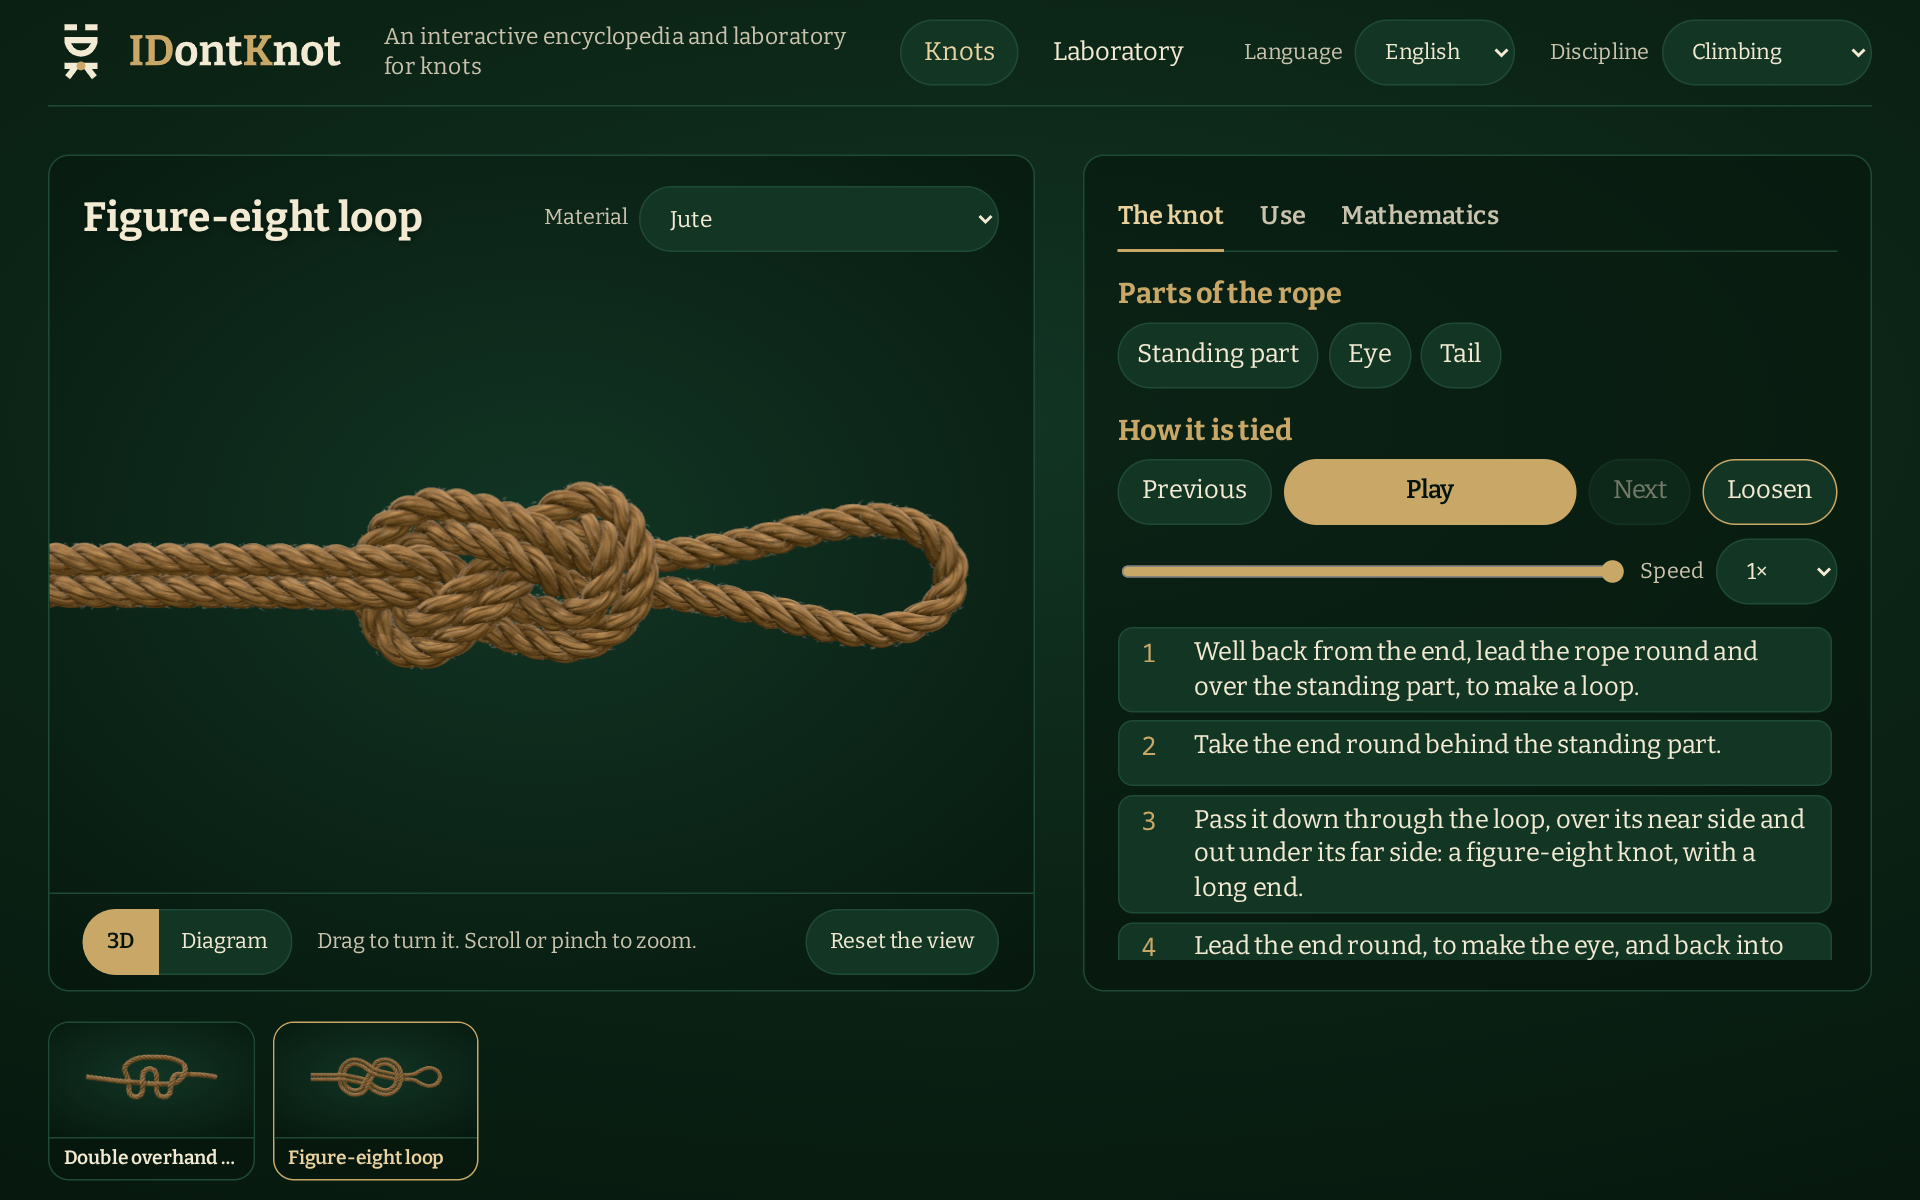 IDontKnot
An interactive encyclopedia and laboratory
for knots
Knots
Laboratory
Language
English
Discipline
Climbing
Figure-eight loop
Material
Jute
The knot
Use
Mathematics
Parts of the rope
Standing part
Eye
Tail
How it is tied
Previous
Play
Next
Loosen
Speed
1×
1
Well back from the end, lead the rope round and
over the standing part, to make a loop.
2
Take the end round behind the standing part.
3
Pass it down through the loop, over its near side and
out under its far side: a figure-eight knot, with a
long end.
4
Lead the end round, to make the eye, and back into
3D
Diagram
Drag to turn it. Scroll or pinch to zoom.
Reset the view
Double overhand ...
Figure-eight loop